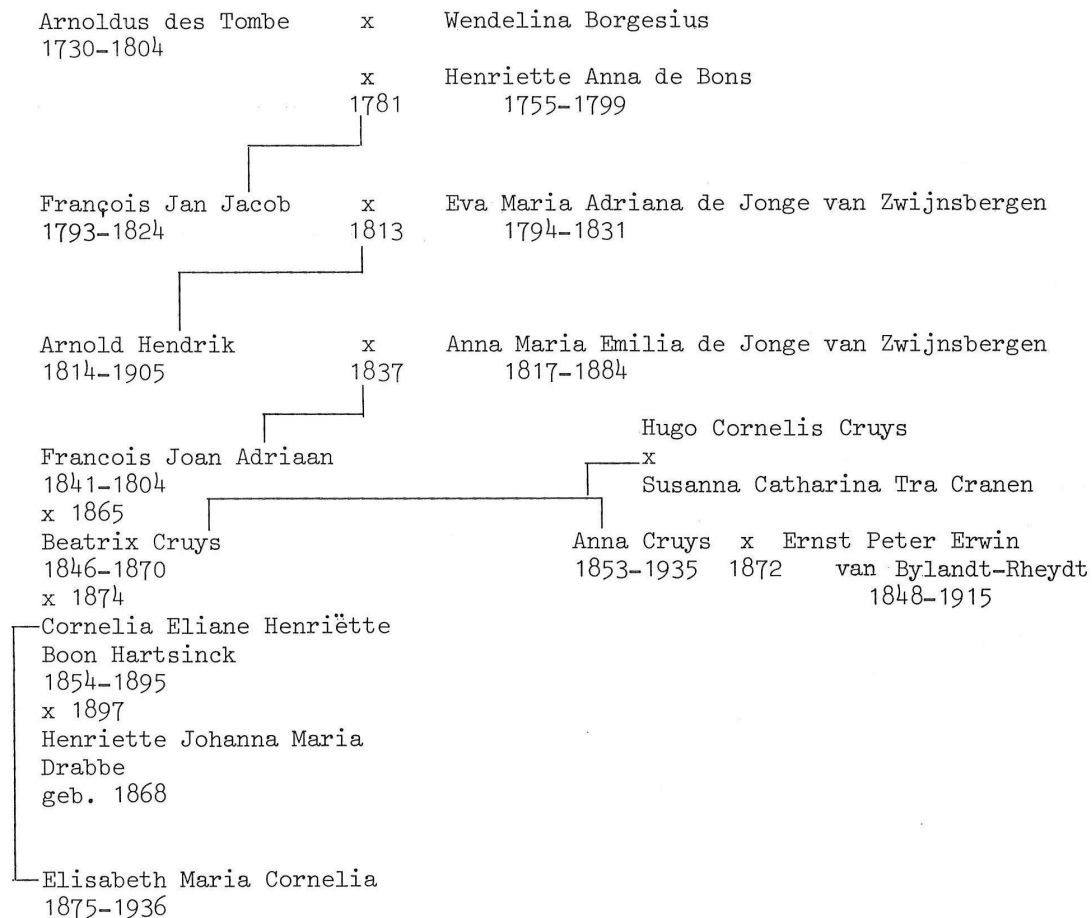 Arnoldus des Tombe x Wendelina Borgesius
1730-1804
x Henriette Anna de Bons
1781 1755-1799
François Jan Jacob x Eva Maria Adriana de Jonge van Zwijnsbergen
1793-1824 1813 1794-1831
Arnold Hendrik x Anna Maria Emilia de Jonge van Zwijnsbergen
1814-1905 1837 1817-1884
Hugo Cornelis Cruys
Francois Joan Adriaan x
1841-1804 Susanna Catharina Tra Cranen
x 1865
Beatrix Cruys Anna Cruys x Ernst Peter Erwin
1846-1870 1853-1935 1872 van Bylandt-Rheydt
x 1874 1848-1915
Cornelia Eliane Henriëtte
Boon Hartsinck
1854-1895
x 1897
Henriette Johanna Maria
Drabbe
geb. 1868
Elisabeth Maria Cornelia
1875-1936